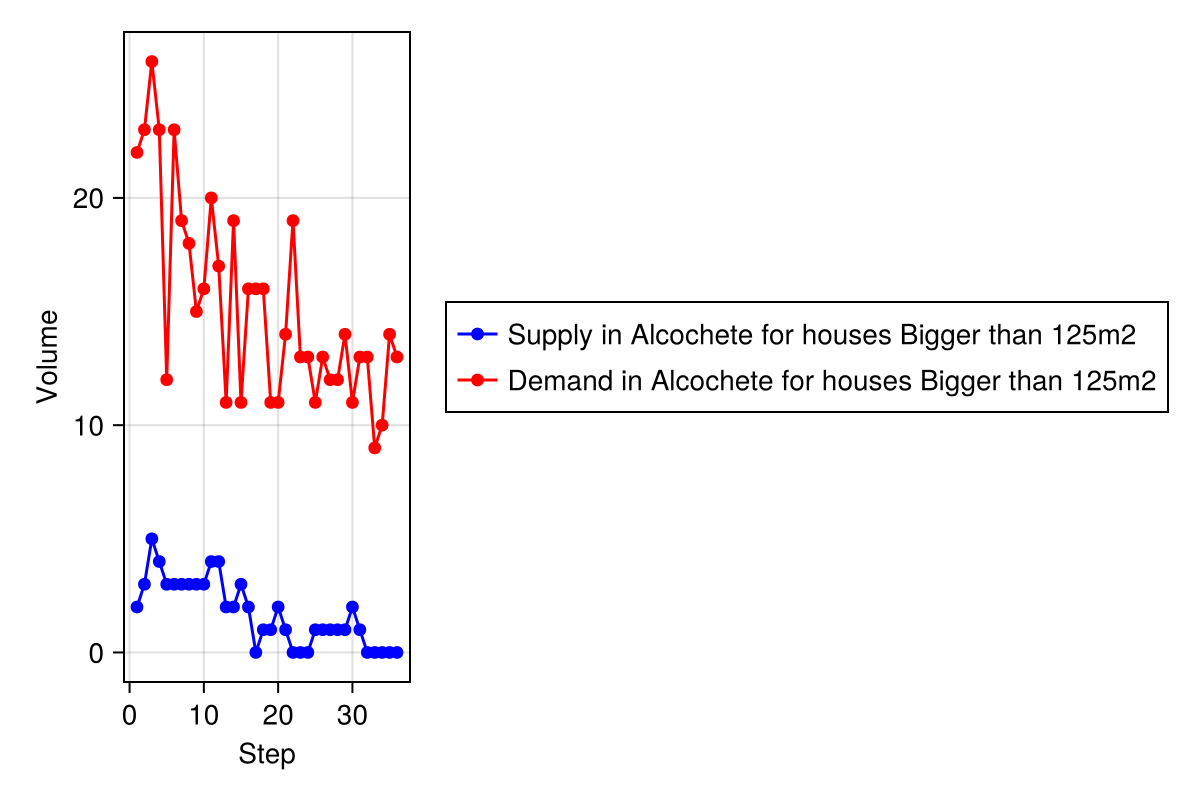 Volume
20
10
0
0 10 20 30
Step
Supply in Alcochete for houses Bigger than 125m2
Demand in Alcochete for houses Bigger than 125m2